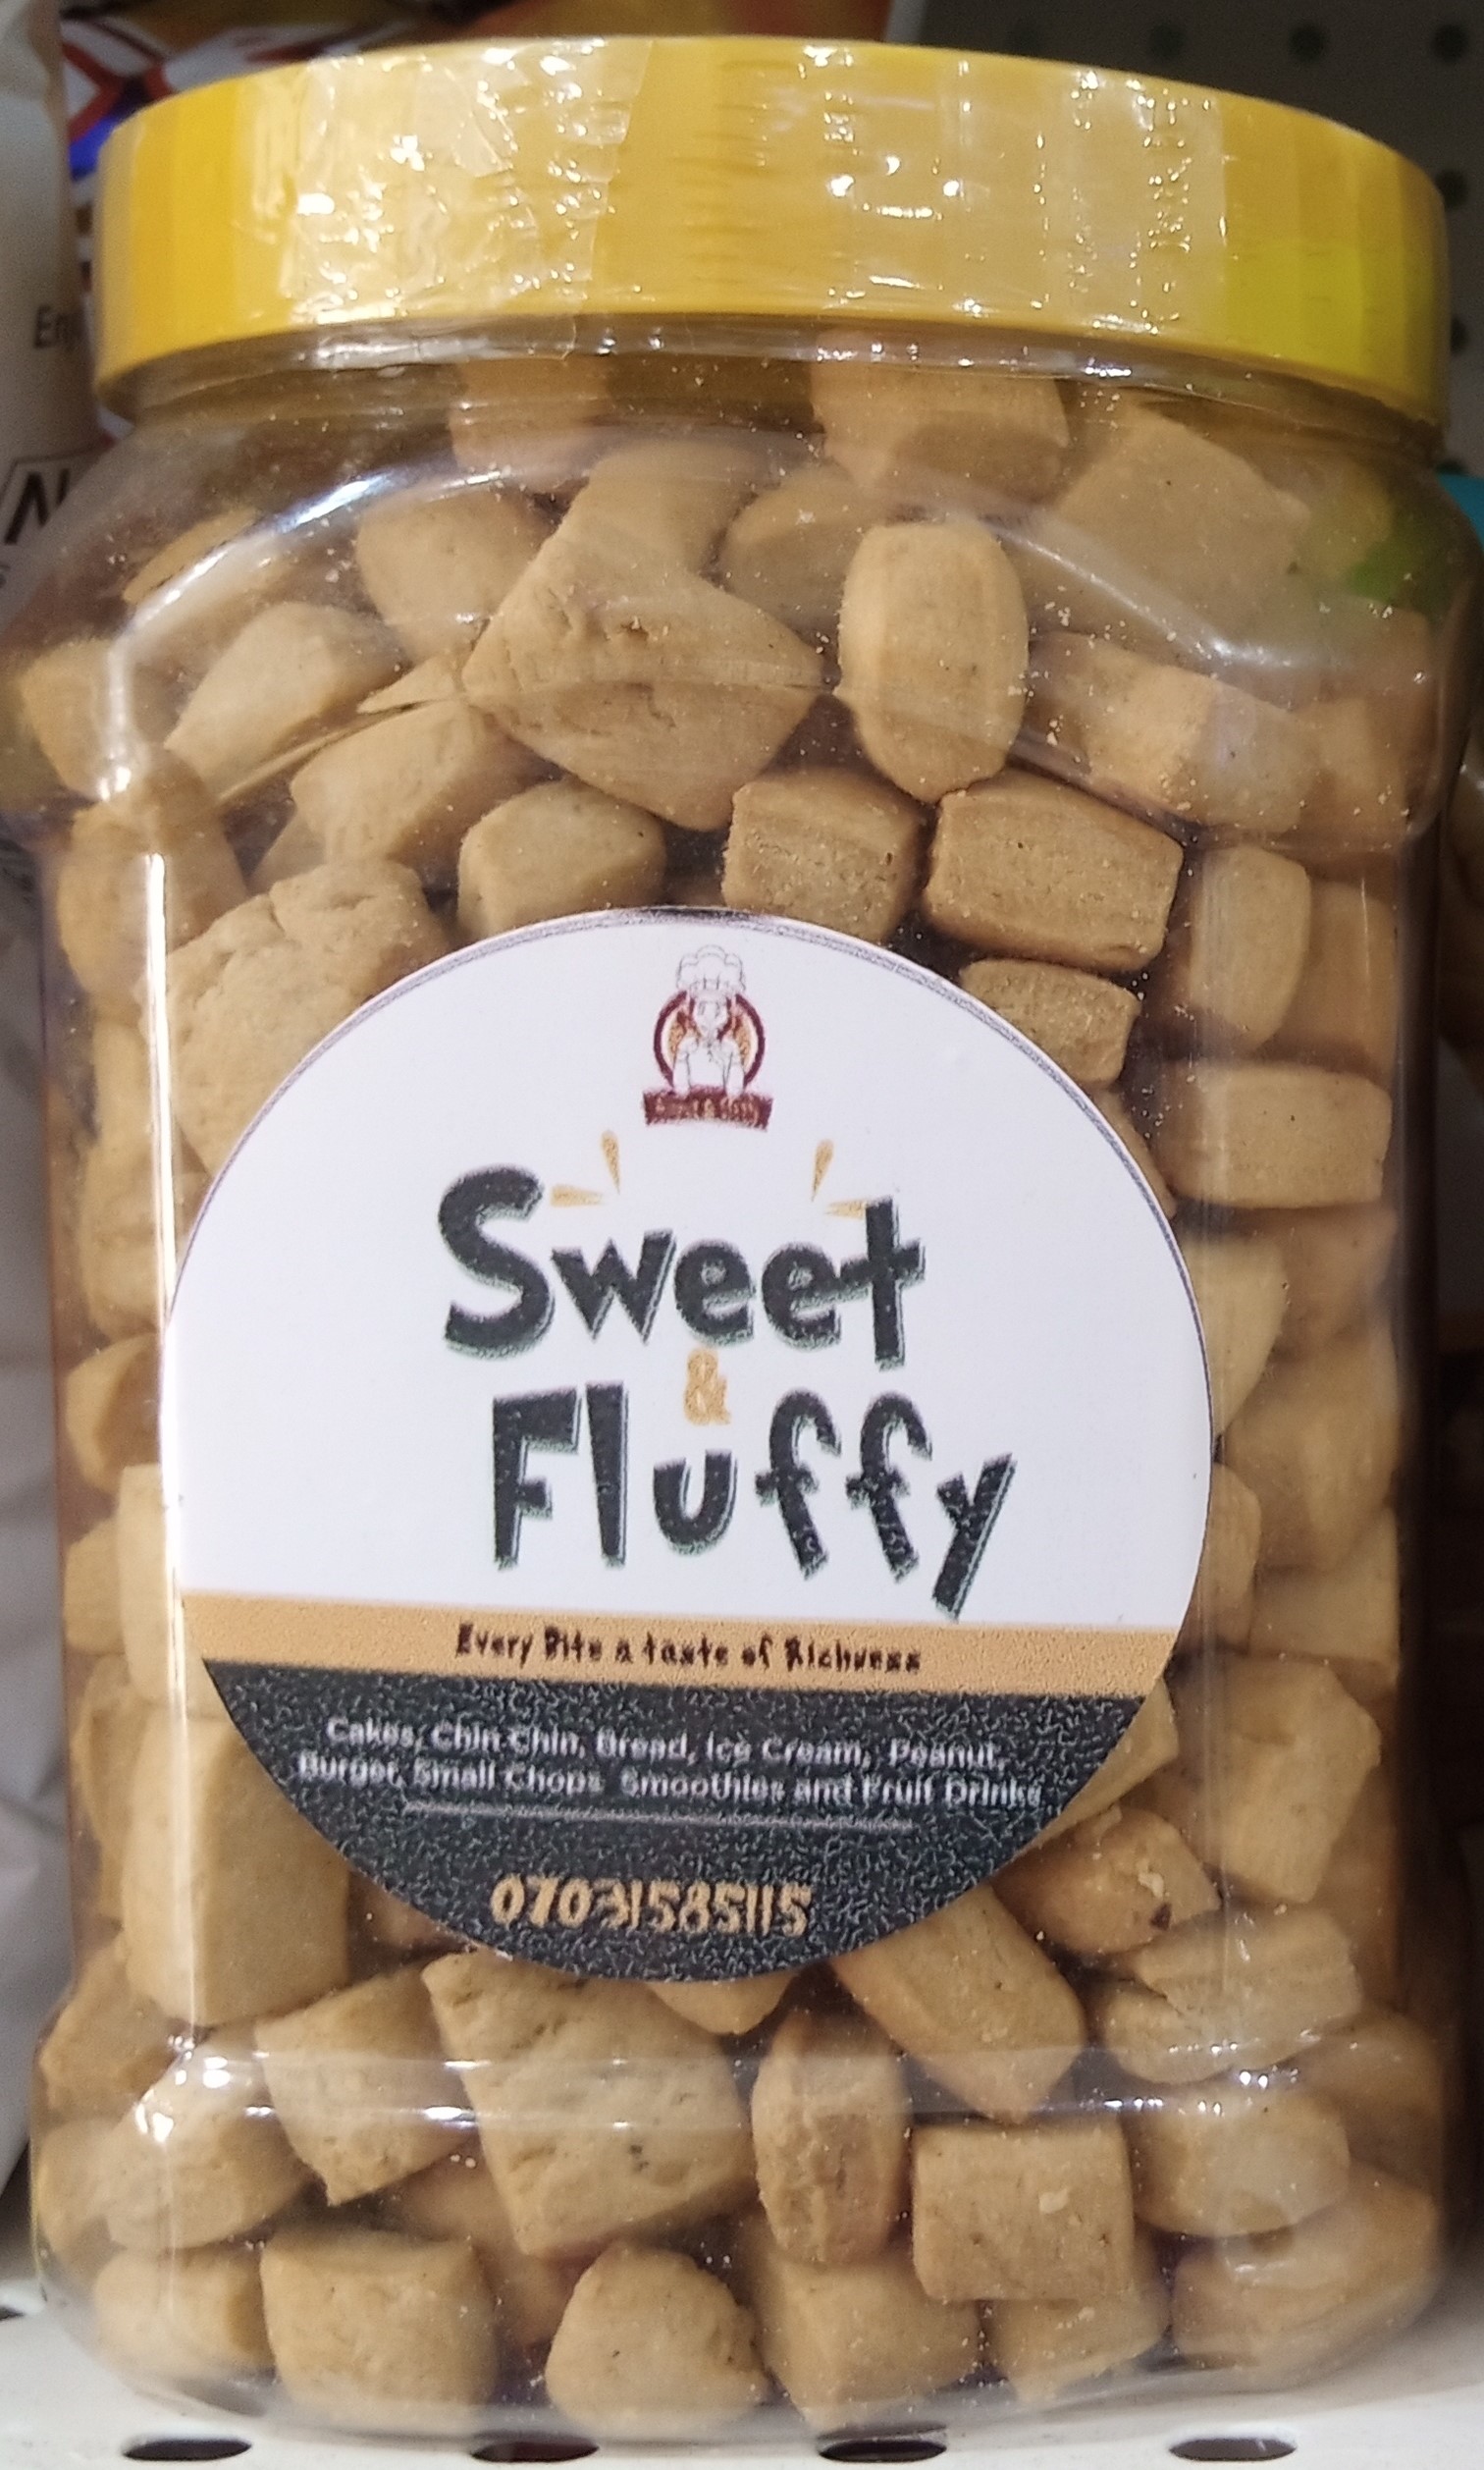 Sweet
&
Fluffy
Every Bite a taste of Richness
Cakes, Chin Chin, Bread, Ice Cream, Peanut,
Burger, Small Chops, Smoothies and Fruit Drinks
07031585115